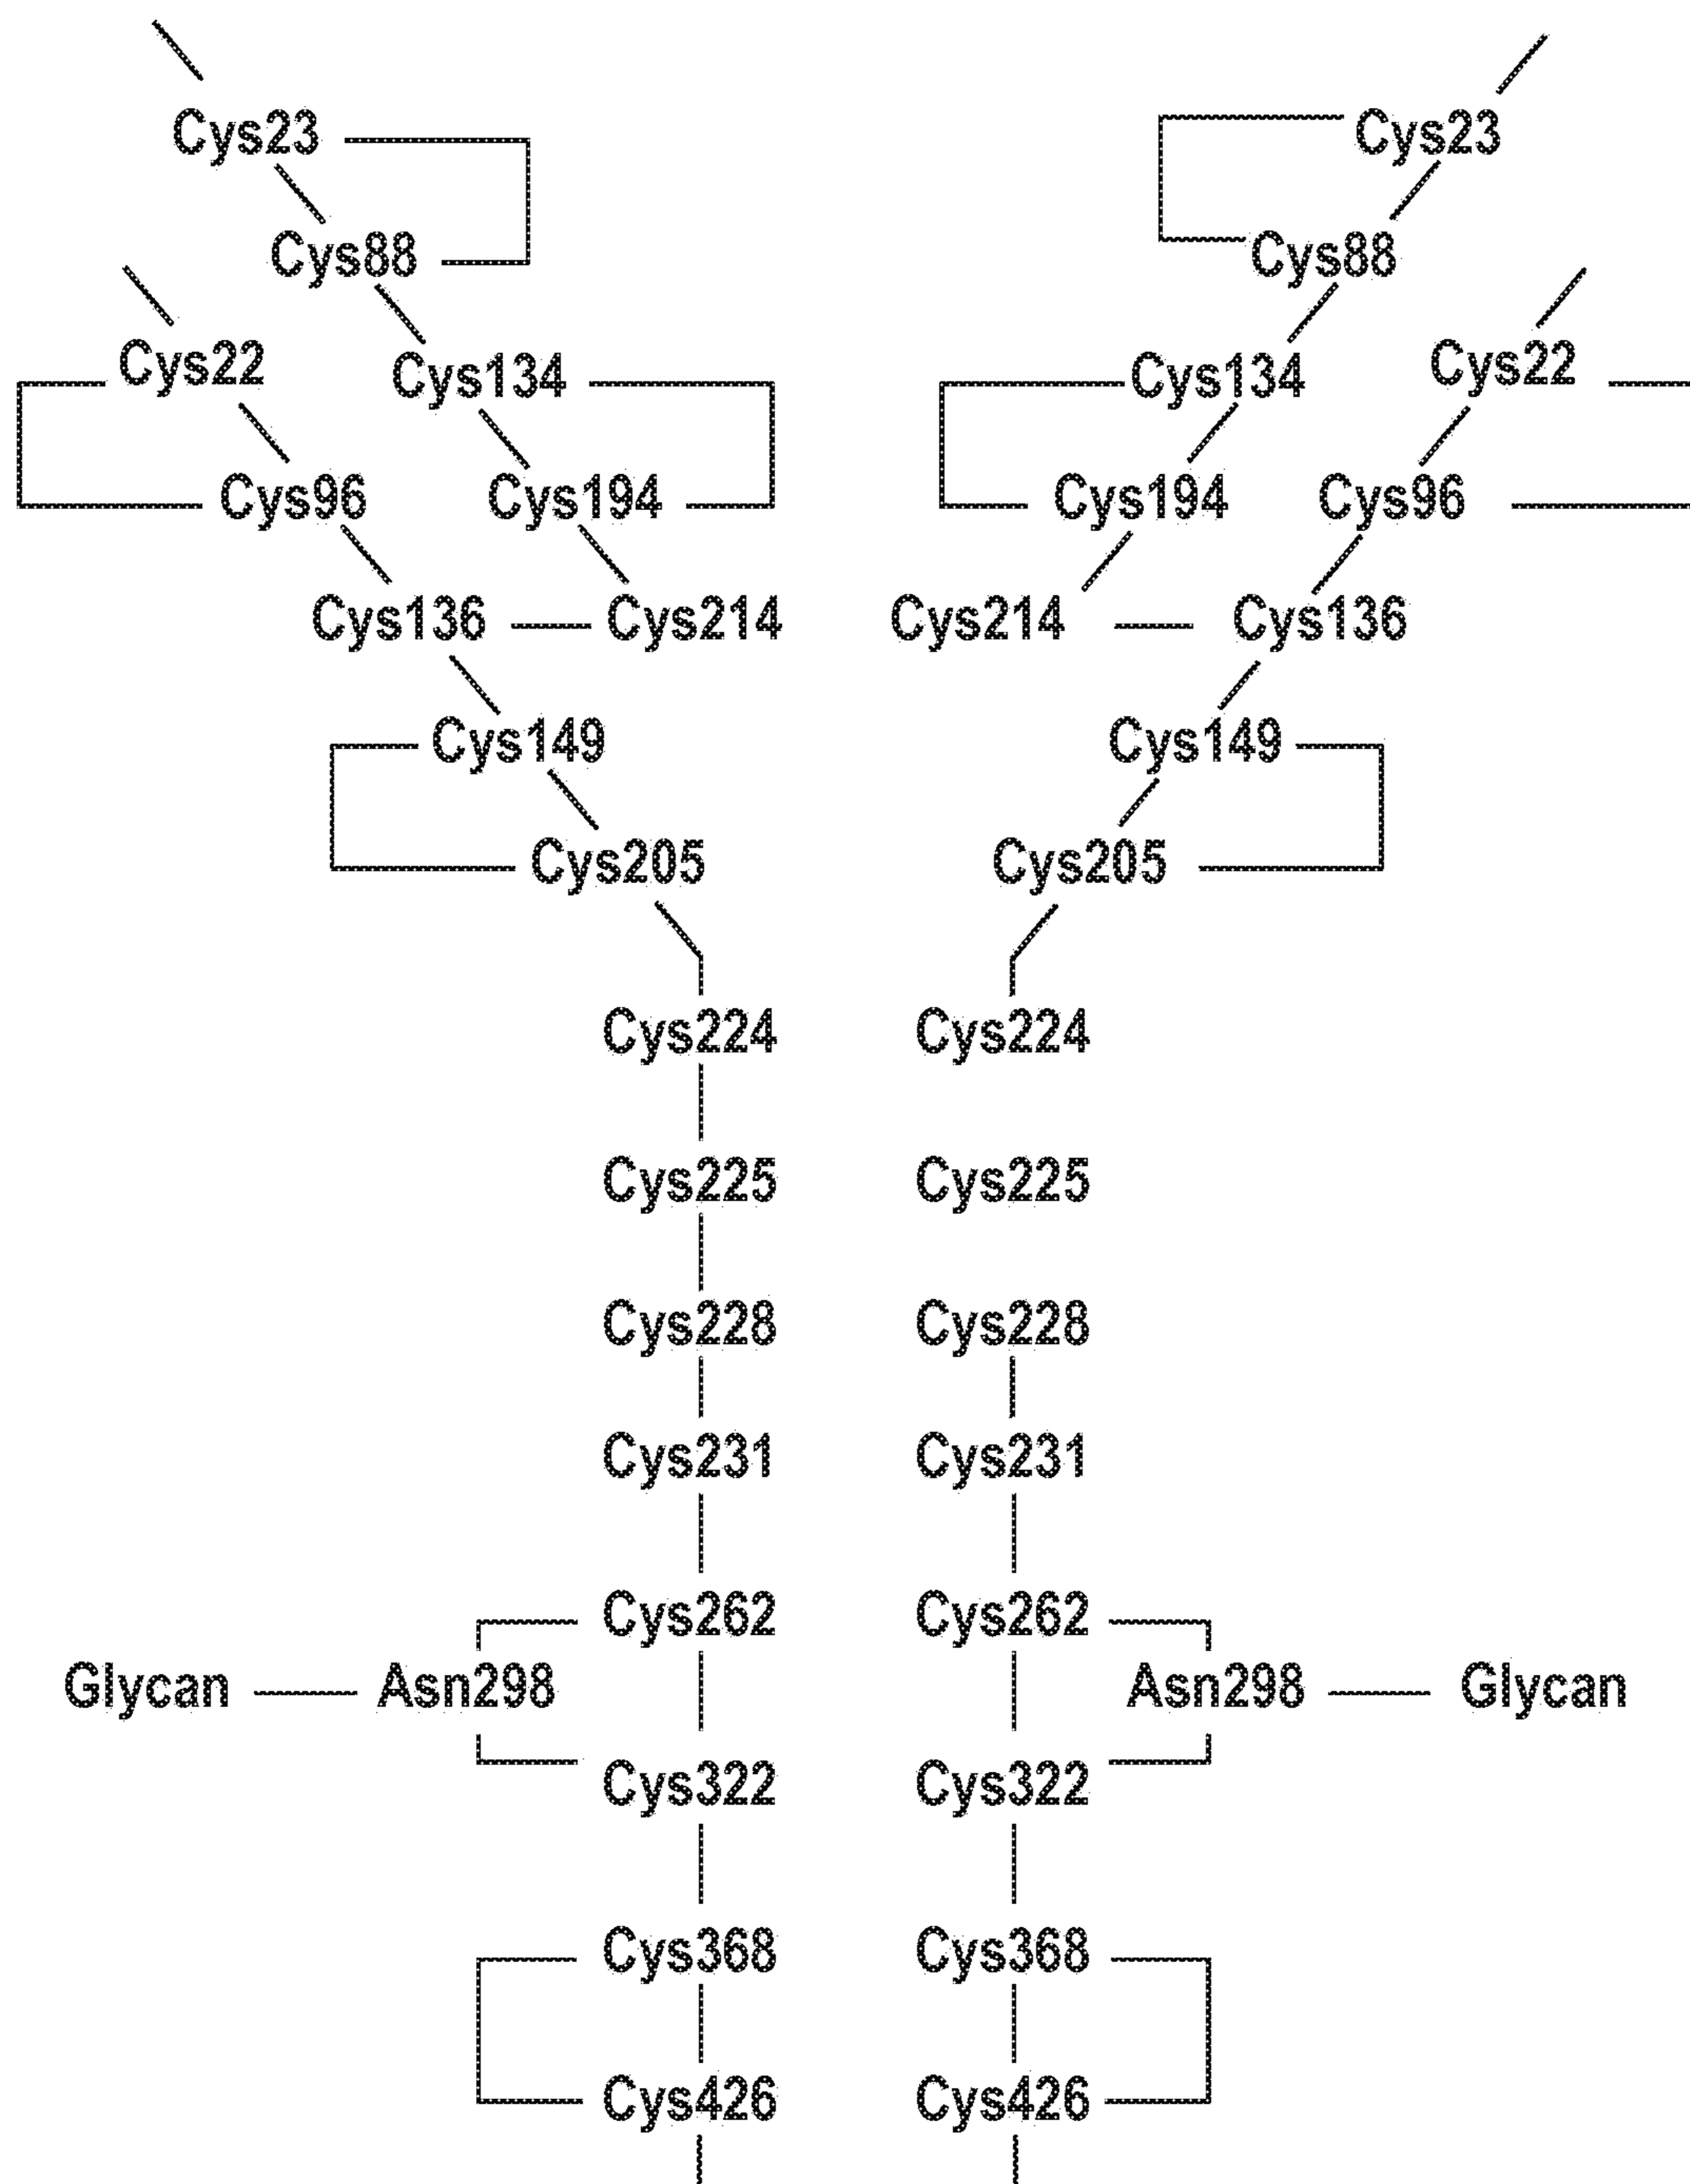 Cys23 Cys23
Cys88 Cys88
Cys22 Cys134 Cys134 Cys22
Cys96 Cys194 Cys194 Cys96
Cys136 Cys214 Cys214 Cys136
Cys149 Cys149
Cys205 Cys205
Cys224 Cys224
Cys225 Cys225
Cys228 Cys228
Cys231 Cys231
Cys262 Cys262
Glycan Asn298 Asn298 Glycan
Cys322 Cys322
Cys368 Cys368
Cys426 Cys426